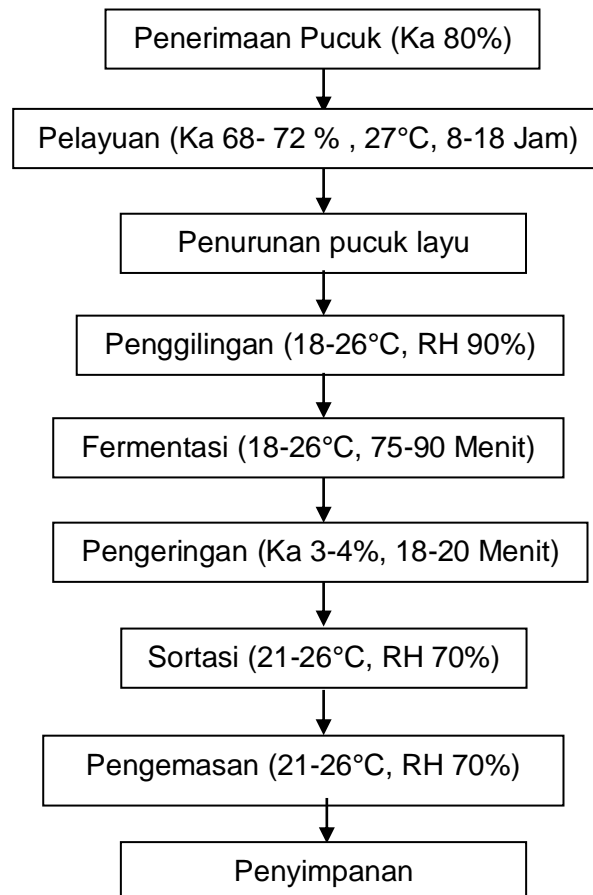 Penerimaan Pucuk (Ka 80%)
Pelayuan (Ka 68- 72 % , 27°C, 8-18 Jam)
Penurunan pucuk layu
Penggilingan (18-26°C, RH 90%)
Fermentasi (18-26°C, 75-90 Menit)
Pengeringan (Ka 3-4%, 18-20 Menit)
Sortasi (21-26°C, RH 70%)
Pengemasan (21-26°C, RH 70%)
Penyimpanan